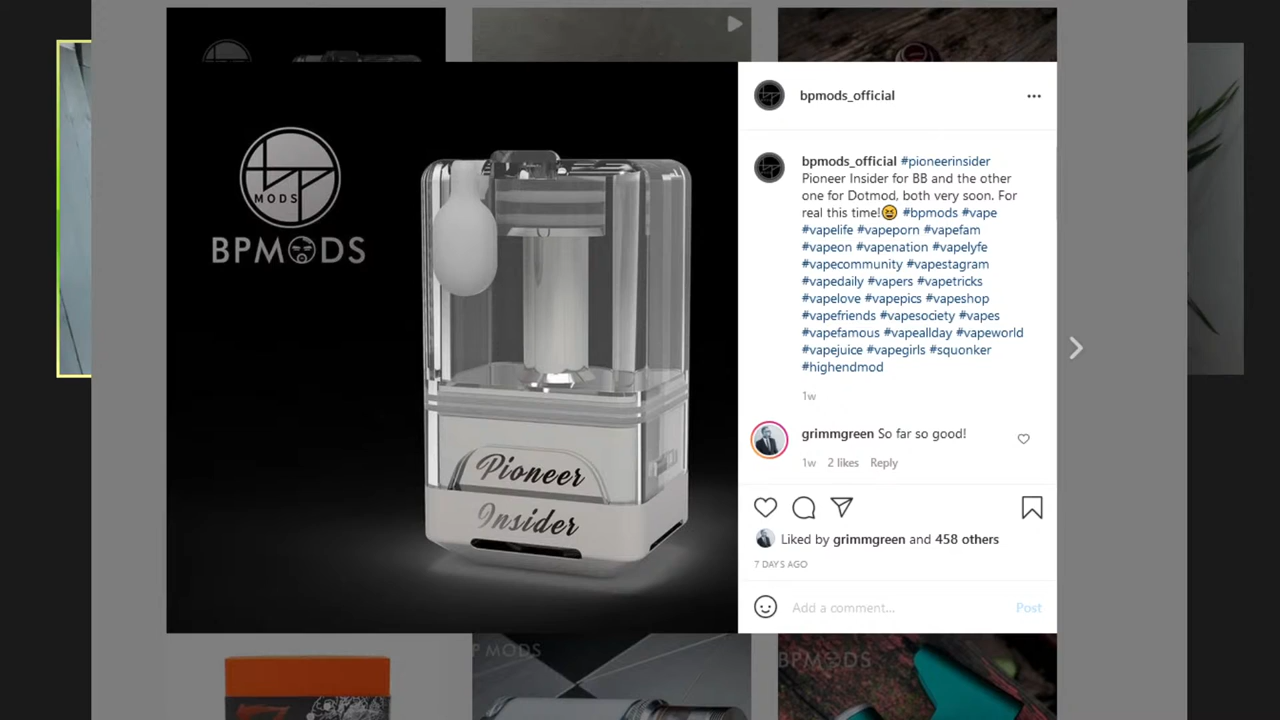 MODS
BPMODS
Pioneer
Insider
bpmods_official
bpmods_official #pioneerinsider
Pioneer Insider for BB and the other
one for Dotmod, both very soon. For
real this time!😆 #bpmods #vape
#vapelife #vapeporn #vapefam
#vapeon #vapenation #vapelyfe
#vapecommunity #vapestagram
#vapedaily #vapers #vapetricks
#vapelove #vapepics #vapeshop
#vapefriends #vapesociety #vapes
#vapefamous #vapeallday #vapeworld
#vapejuice #vapegirls #squonker
#highendmod
1w
grimmgreen So far so good!
1w 2 likes Reply
Liked by grimmgreen and 458 others
7 DAYS AGO
Add a comment... Post
P MODS
BPMODS